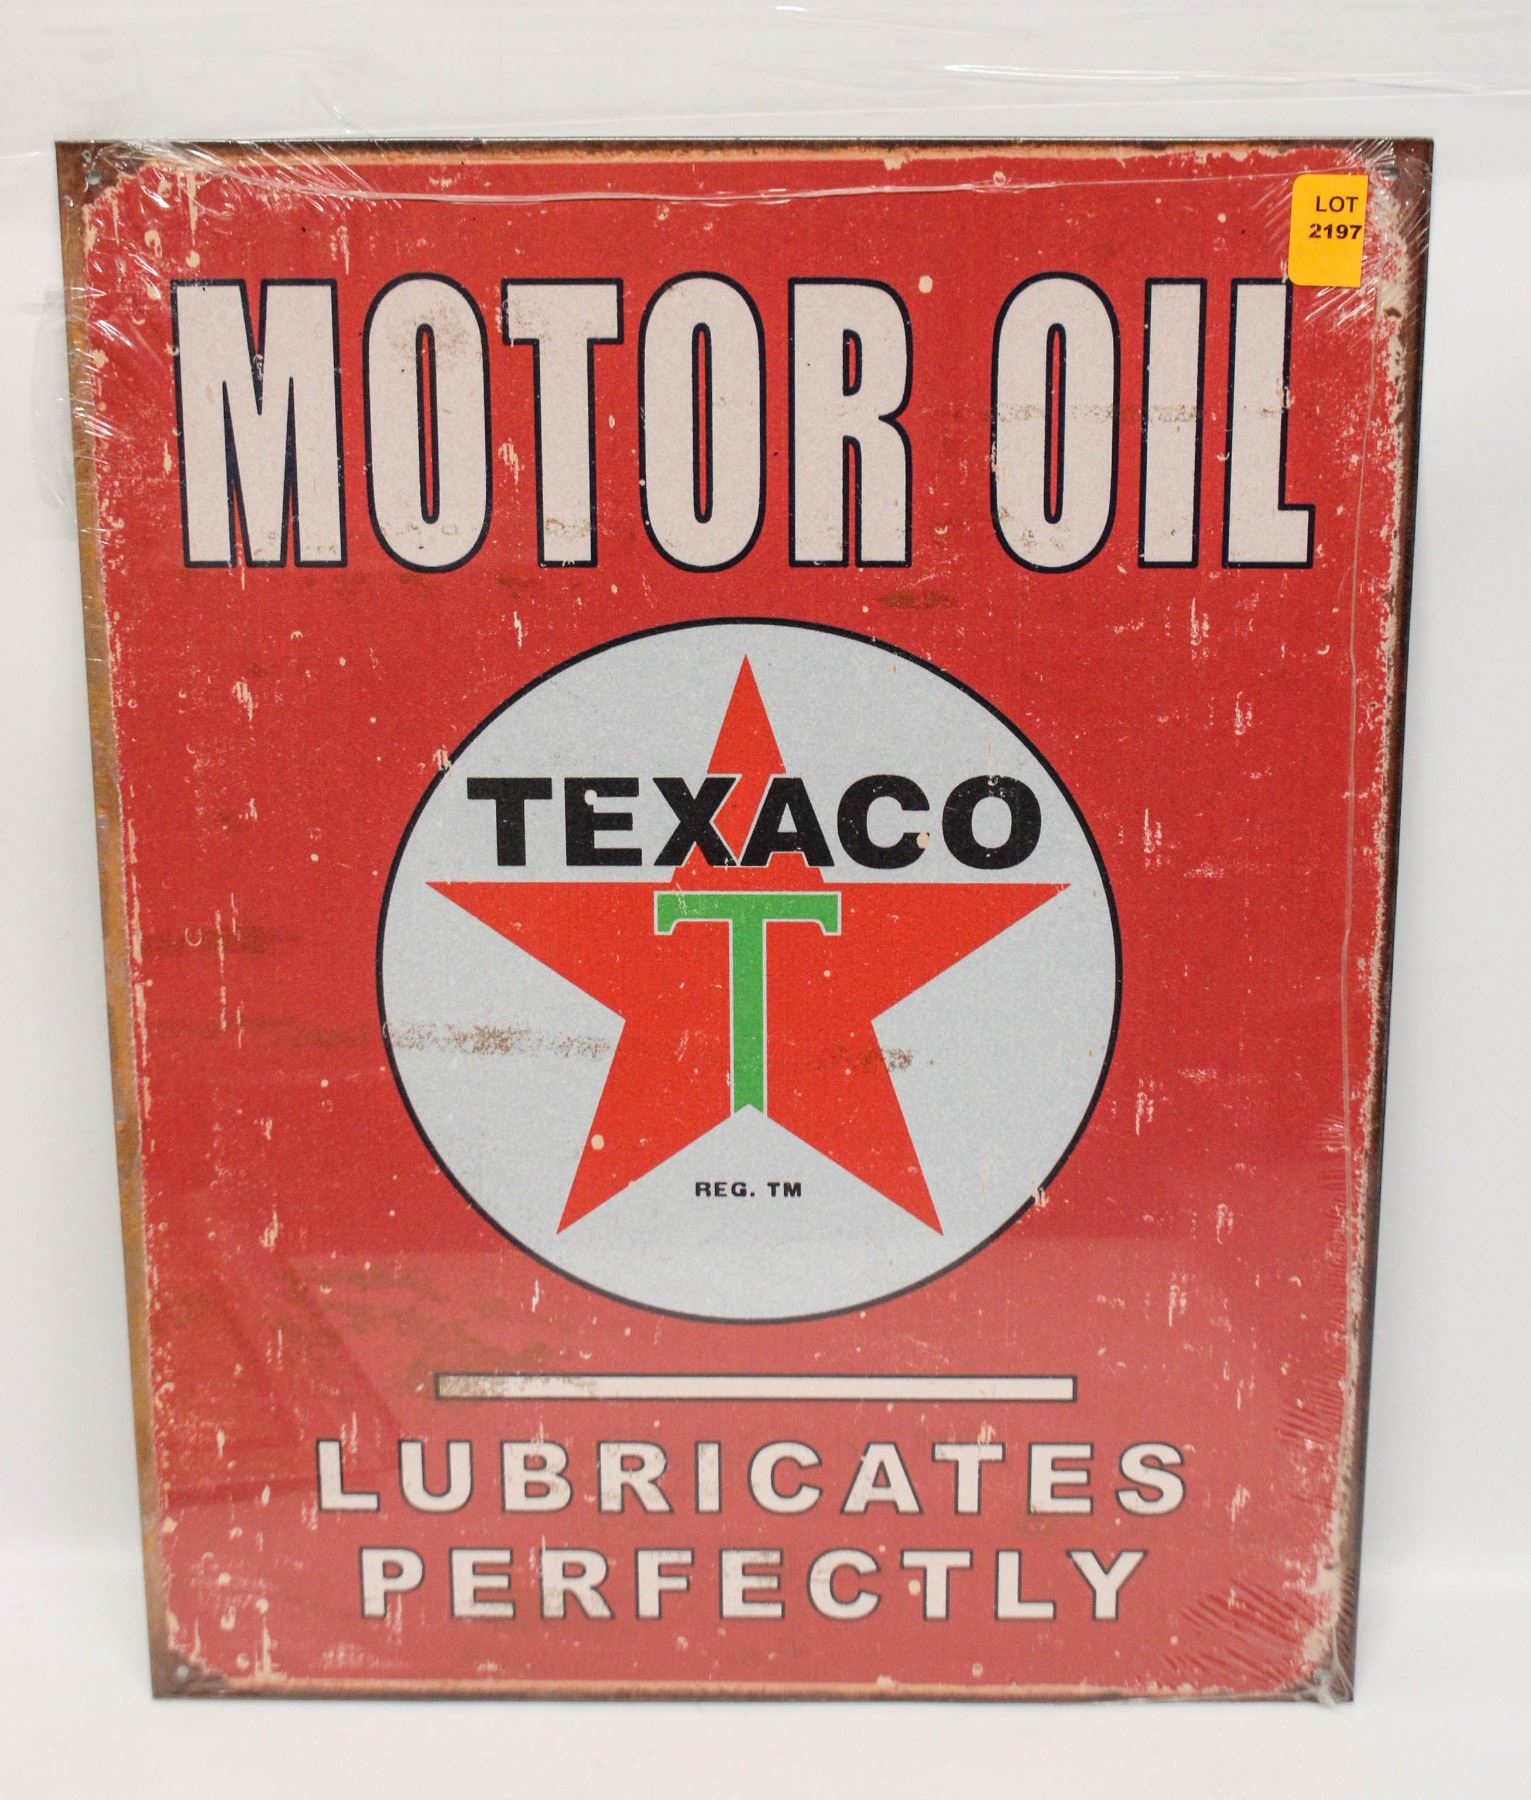 LOT
2197
MOTOR OIL
TEXACO
T
REG. TM
LUBRICATES
PERFECTLY